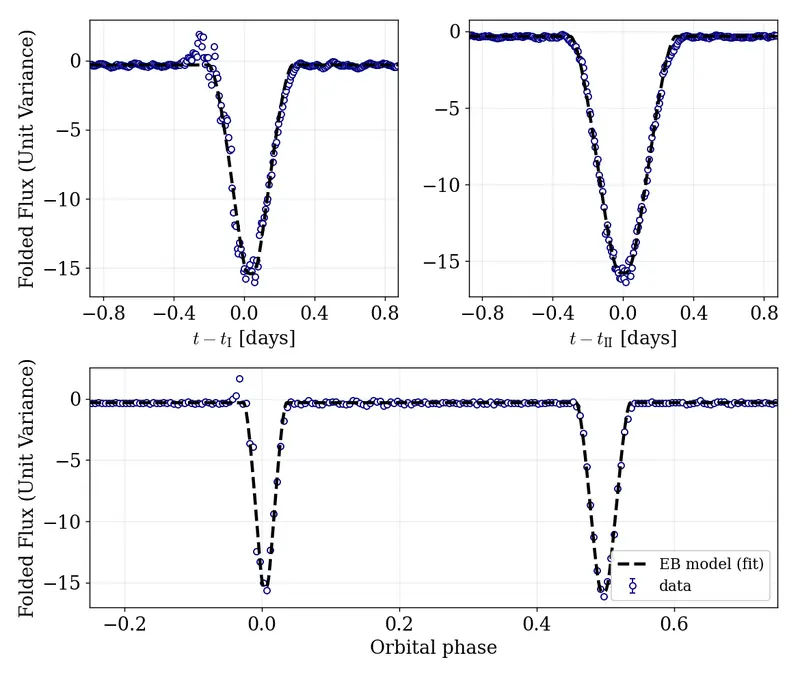 Folded Flux (Unit Variance)
0
−5
−10
−15
−0.8 −0.4 0.0 0.4 0.8
t − t_I [days]
0
−5
−10
−15
−0.8 −0.4 0.0 0.4 0.8
t − t_II [days]
Folded Flux (Unit Variance)
0
−5
−10
−15
−0.2 0.0 0.2 0.4 0.6
Orbital phase
EB model (fit)
data